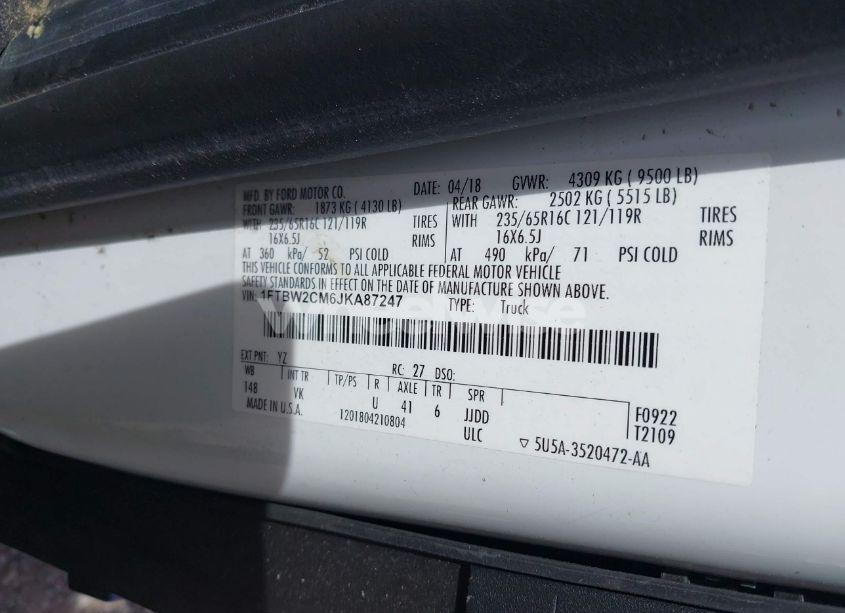 MFD. BY FORD MOTOR CO. DATE: 04/18 GVWR: 4309 KG ( 9500 LB)
FRONT GAWR: 1873 KG ( 4130 LB) REAR GAWR: 2502 KG ( 5515 LB)
WITH 235/65R16C 121/119R TIRES WITH 235/65R16C 121/119R TIRES
16X6.5J RIMS 16X6.5J RIMS
AT 360 kPa/ 52 PSI COLD AT 490 kPa/ 71 PSI COLD
THIS VEHICLE CONFORMS TO ALL APPLICABLE FEDERAL MOTOR VEHICLE
SAFETY STANDARDS IN EFFECT ON THE DATE OF MANUFACTURE SHOWN ABOVE.
VIN: 1FTBW2CM6JKA87247 TYPE: Truck
EXT PNT: YZ RC: 27 DSO:
WB INT TR TP/PS R AXLE TR SPR
148 VK U 41 6 JJDD F0922
MADE IN U.S.A. 1201804210804 ULC T2109
▽ 5U5A-3520472-AA